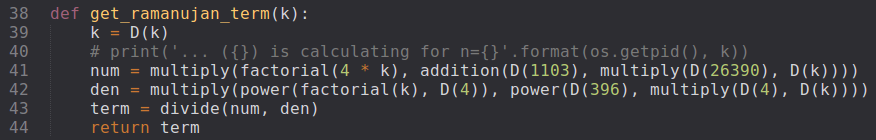 38 def get_ramanujan_term(k):
39     k = D(k)
40     # print('... ({}) is calculating for n={}'.format(os.getpid(), k))
41     num = multiply(factorial(4 * k), addition(D(1103), multiply(D(26390), D(k))))
42     den = multiply(power(factorial(k), D(4)), power(D(396), multiply(D(4), D(k))))
43     term = divide(num, den)
44     return term